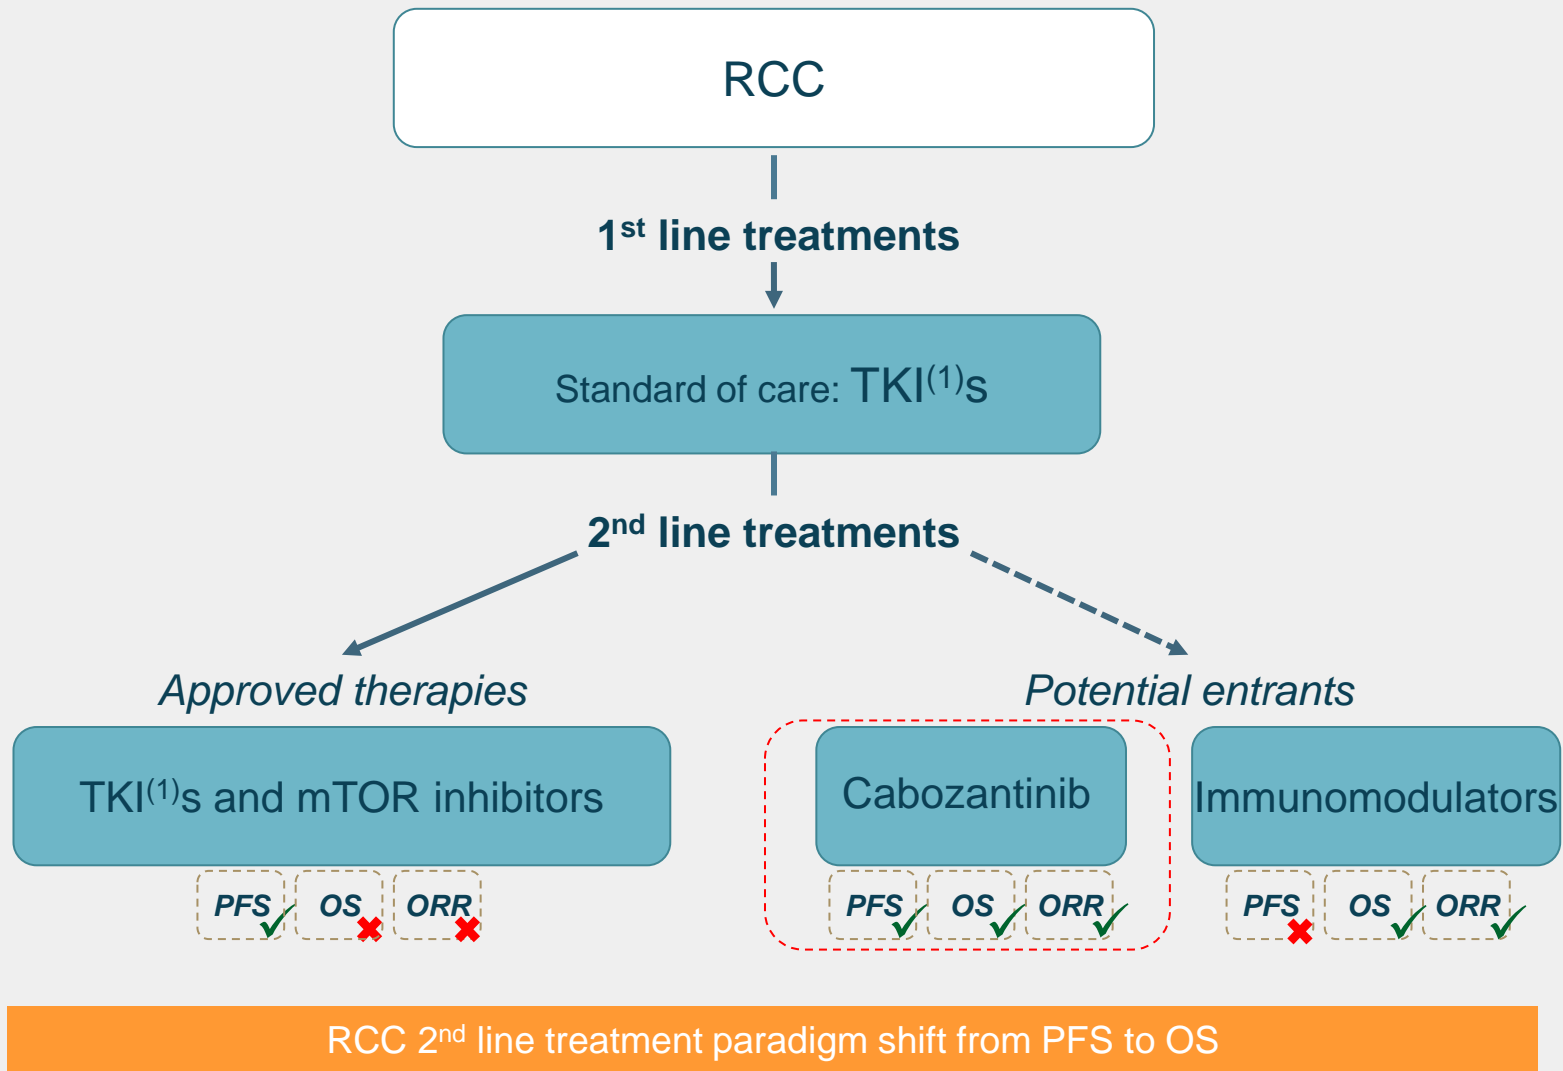 RCC
1st line treatments
Standard of care: TKI(1)s
2nd line treatments
Approved therapies
Potential entrants
TKI(1)s and mTOR inhibitors
Cabozantinib
Immunomodulators
PFS OS ORR
PFS OS ORR
PFS OS ORR
RCC 2nd line treatment paradigm shift from PFS to OS